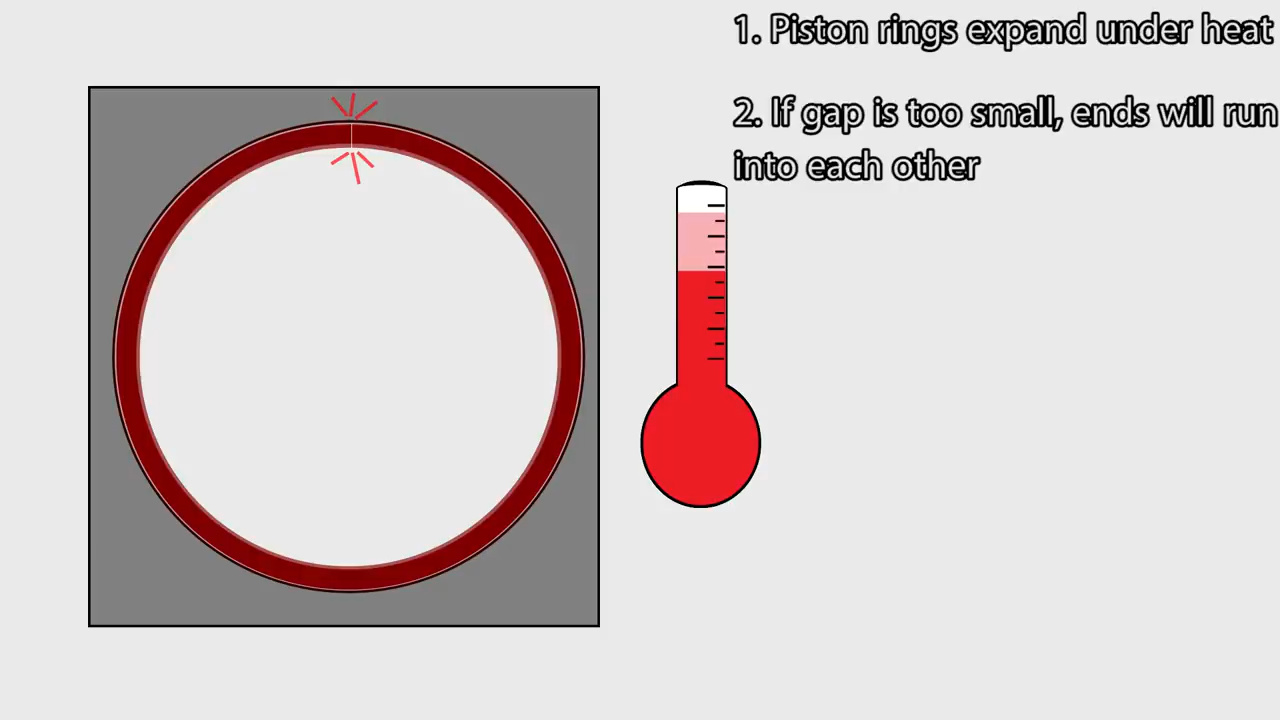 1. Piston rings expand under heat
2. If gap is too small, ends will run
into each other